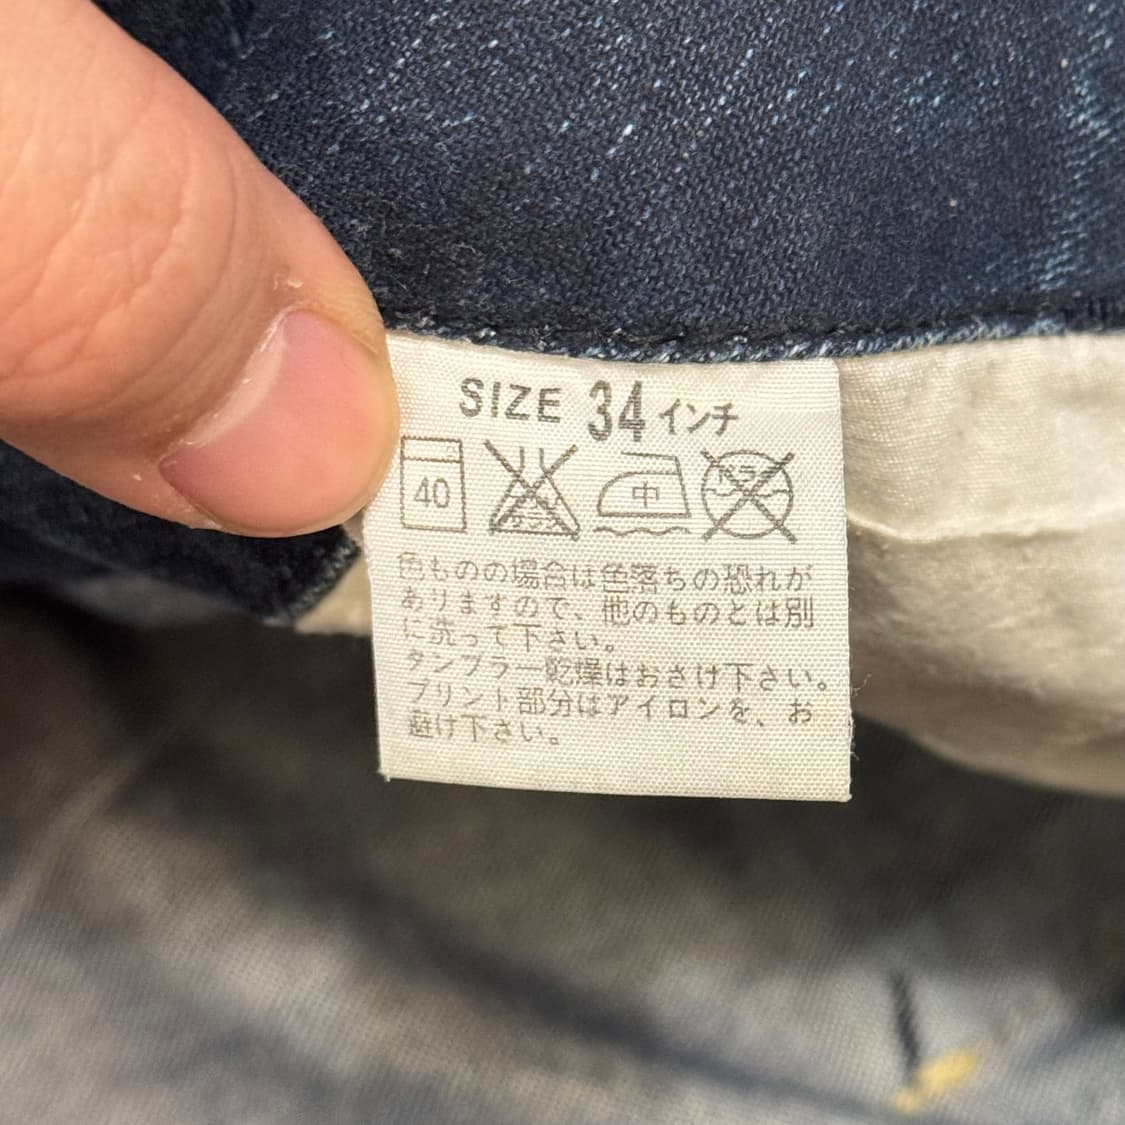 SIZE 34インチ
40 中 ドライ
色ものの場合は色落ちの恐れが
ありますので、他のものとは別
に洗って下さい。
タンブラー乾燥はおさけ下さい。
プリント部分はアイロンを、お
避け下さい。